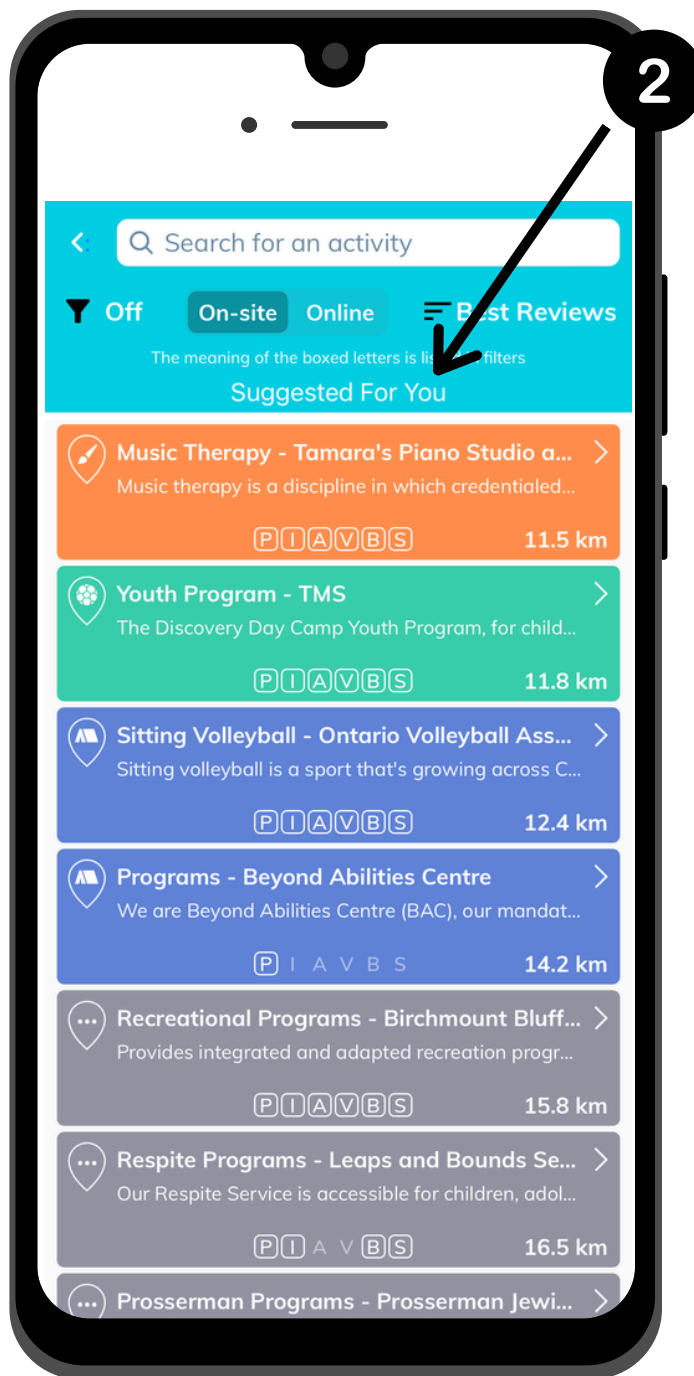 2
Search for an activity
Off On-site Online Best Reviews
The meaning of the boxed letters is filters
Suggested For You
Music Therapy - Tamara's Piano Studio a...
Music therapy is a discipline in which credentialed...
P I A V B S 11.5 km
Youth Program - TMS
The Discovery Day Camp Youth Program, for child...
P I A V B S 11.8 km
Sitting Volleyball - Ontario Volleyball Ass...
Sitting volleyball is a sport that's growing across C...
P I A V B S 12.4 km
Programs - Beyond Abilities Centre
We are Beyond Abilities Centre (BAC), our mandat...
P I A V B S 14.2 km
Recreational Programs - Birchmount Bluff...
Provides integrated and adapted recreation progr...
P I A V B S 15.8 km
Respite Programs - Leaps and Bounds Se...
Our Respite Service is accessible for children, adol...
P I A V B S 16.5 km
Prosserman Programs - Prosserman Jewi...